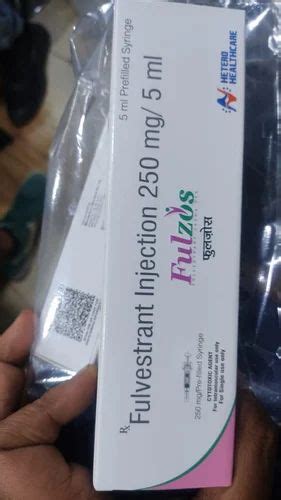 5 ml Prefilled Syringe
HETERO
HEALTHCARE
Rx
Fulvestrant Injection 250 mg/ 5 ml
Fulzos
फुलज़ोस
250 mg/Pre-filled Syringe
CYTOTOXIC AGENT
For Intramuscular use only
For Single use only